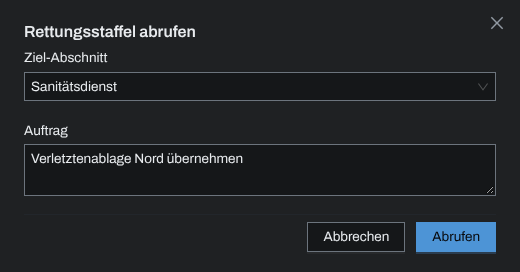 Rettungsstaffel abrufen
Ziel-Abschnitt
Sanitätsdienst
Auftrag
Verletztenablage Nord übernehmen
Abbrechen
Abrufen